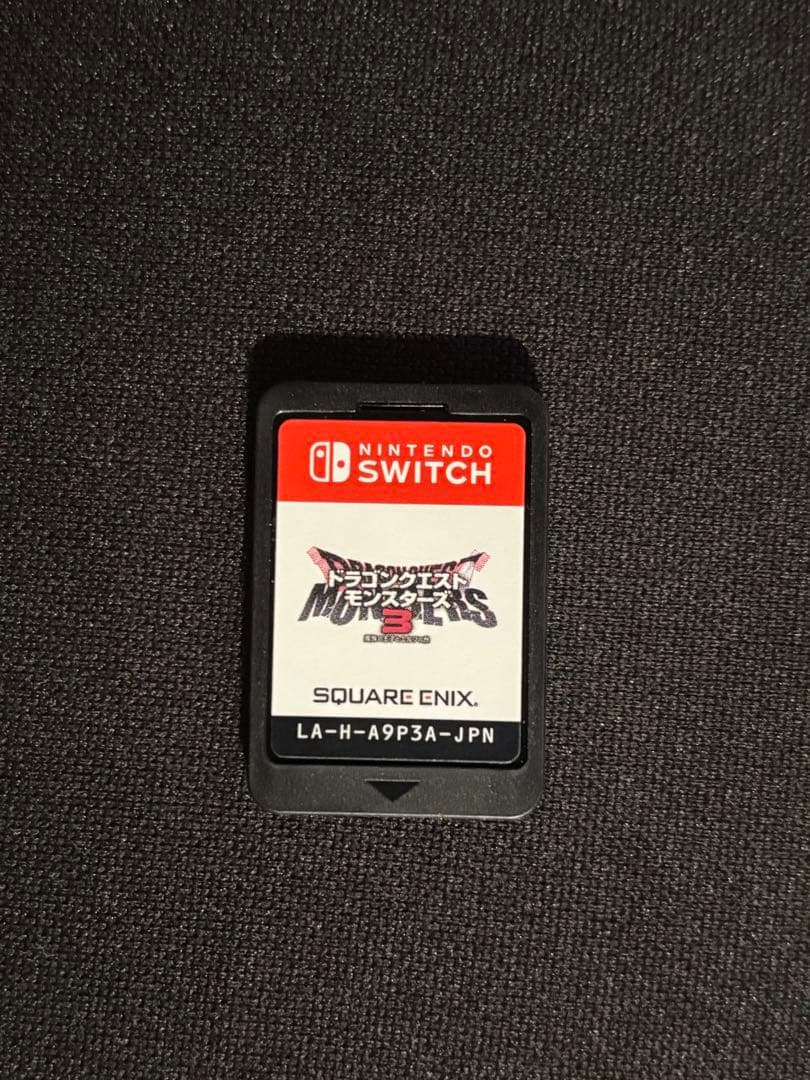 NINTENDO
SWITCH
ドラゴンクエスト
モンスターズ
3
SQUARE ENIX.
LA-H-A9P3A-JPN